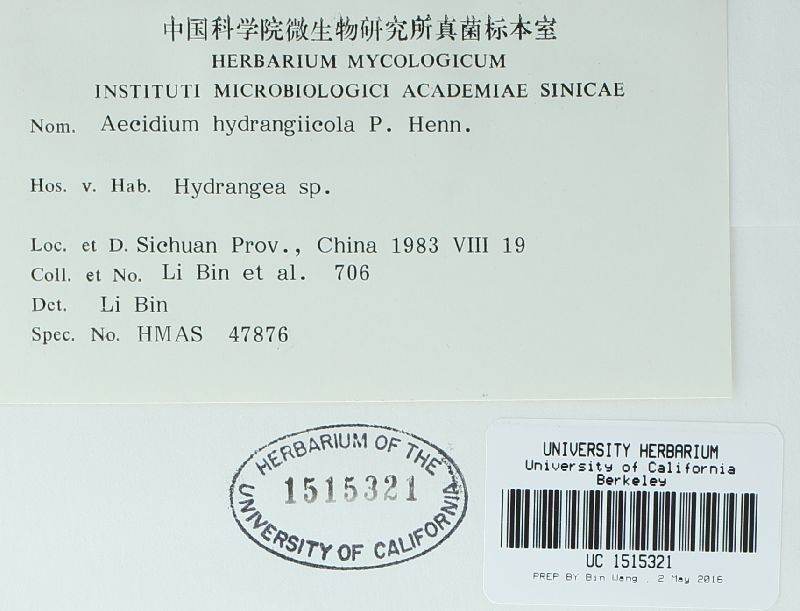 中国科学院微生物研究所真菌标本室
HERBARIUM MYCOLOGICUM
INSTITUTI MICROBIOLOGICI ACADEMIAE SINICAE
Nom. Aecidium hydrangiicola P. Henn.
Hos. v. Hab. Hydrangea sp.
Loc. et D. Sichuan Prov., China 1983 VIII 19
Coll. et No. Li Bin et al. 706
Det. Li Bin
Spec. No. HMAS 47876
HERBARIUM OF THE
1515321
UNIVERSITY OF CALIFORNIA
UNIVERSITY HERBARIUM
University of California
Berkeley
UC 1515321
PREP BY Bin Wang . 2 May 2016